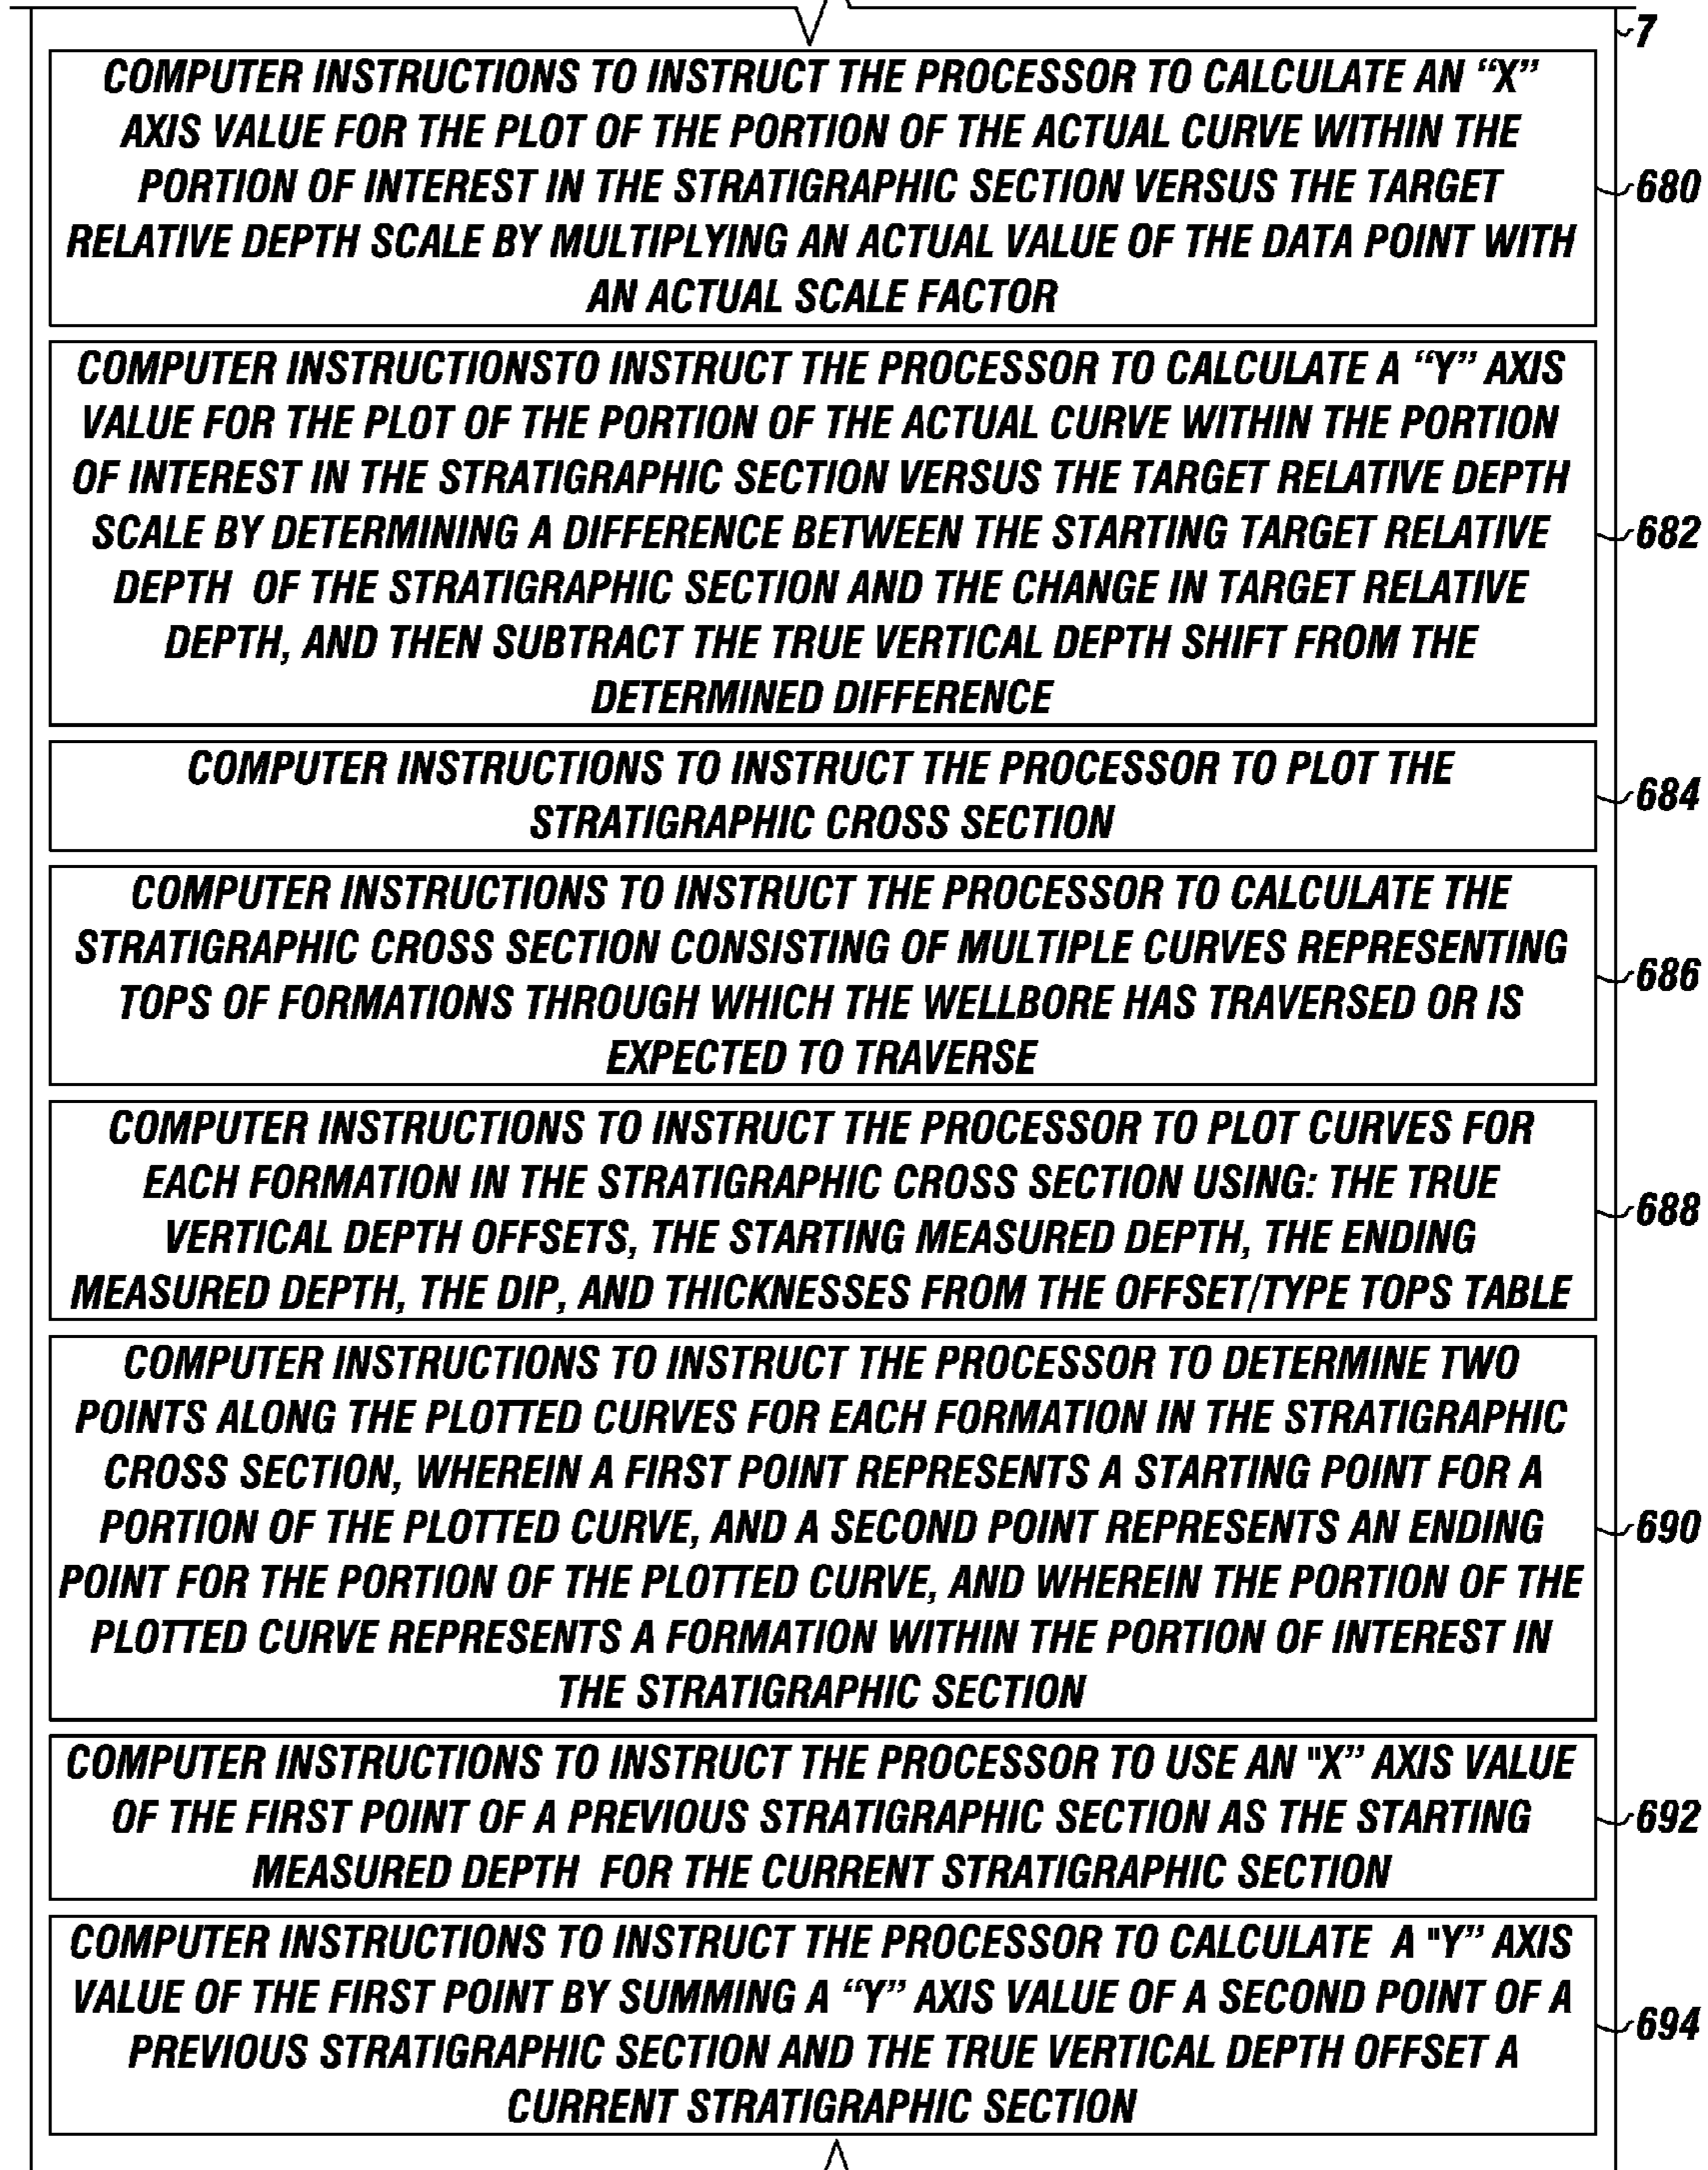 7
COMPUTER INSTRUCTIONS TO INSTRUCT THE PROCESSOR TO CALCULATE AN “X”
AXIS VALUE FOR THE PLOT OF THE PORTION OF THE ACTUAL CURVE WITHIN THE
PORTION OF INTEREST IN THE STRATIGRAPHIC SECTION VERSUS THE TARGET
RELATIVE DEPTH SCALE BY MULTIPLYING AN ACTUAL VALUE OF THE DATA POINT WITH
AN ACTUAL SCALE FACTOR
680
COMPUTER INSTRUCTIONSTO INSTRUCT THE PROCESSOR TO CALCULATE A “Y” AXIS
VALUE FOR THE PLOT OF THE PORTION OF THE ACTUAL CURVE WITHIN THE PORTION
OF INTEREST IN THE STRATIGRAPHIC SECTION VERSUS THE TARGET RELATIVE DEPTH
SCALE BY DETERMINING A DIFFERENCE BETWEEN THE STARTING TARGET RELATIVE
DEPTH OF THE STRATIGRAPHIC SECTION AND THE CHANGE IN TARGET RELATIVE
DEPTH, AND THEN SUBTRACT THE TRUE VERTICAL DEPTH SHIFT FROM THE
DETERMINED DIFFERENCE
682
COMPUTER INSTRUCTIONS TO INSTRUCT THE PROCESSOR TO PLOT THE
STRATIGRAPHIC CROSS SECTION
684
COMPUTER INSTRUCTIONS TO INSTRUCT THE PROCESSOR TO CALCULATE THE
STRATIGRAPHIC CROSS SECTION CONSISTING OF MULTIPLE CURVES REPRESENTING
TOPS OF FORMATIONS THROUGH WHICH THE WELLBORE HAS TRAVERSED OR IS
EXPECTED TO TRAVERSE
686
COMPUTER INSTRUCTIONS TO INSTRUCT THE PROCESSOR TO PLOT CURVES FOR
EACH FORMATION IN THE STRATIGRAPHIC CROSS SECTION USING: THE TRUE
VERTICAL DEPTH OFFSETS, THE STARTING MEASURED DEPTH, THE ENDING
MEASURED DEPTH, THE DIP, AND THICKNESSES FROM THE OFFSET/TYPE TOPS TABLE
688
COMPUTER INSTRUCTIONS TO INSTRUCT THE PROCESSOR TO DETERMINE TWO
POINTS ALONG THE PLOTTED CURVES FOR EACH FORMATION IN THE STRATIGRAPHIC
CROSS SECTION, WHEREIN A FIRST POINT REPRESENTS A STARTING POINT FOR A
PORTION OF THE PLOTTED CURVE, AND A SECOND POINT REPRESENTS AN ENDING
POINT FOR THE PORTION OF THE PLOTTED CURVE, AND WHEREIN THE PORTION OF THE
PLOTTED CURVE REPRESENTS A FORMATION WITHIN THE PORTION OF INTEREST IN
THE STRATIGRAPHIC SECTION
690
COMPUTER INSTRUCTIONS TO INSTRUCT THE PROCESSOR TO USE AN "X” AXIS VALUE
OF THE FIRST POINT OF A PREVIOUS STRATIGRAPHIC SECTION AS THE STARTING
MEASURED DEPTH FOR THE CURRENT STRATIGRAPHIC SECTION
692
COMPUTER INSTRUCTIONS TO INSTRUCT THE PROCESSOR TO CALCULATE A "Y” AXIS
VALUE OF THE FIRST POINT BY SUMMING A “Y” AXIS VALUE OF A SECOND POINT OF A
PREVIOUS STRATIGRAPHIC SECTION AND THE TRUE VERTICAL DEPTH OFFSET A
CURRENT STRATIGRAPHIC SECTION
694